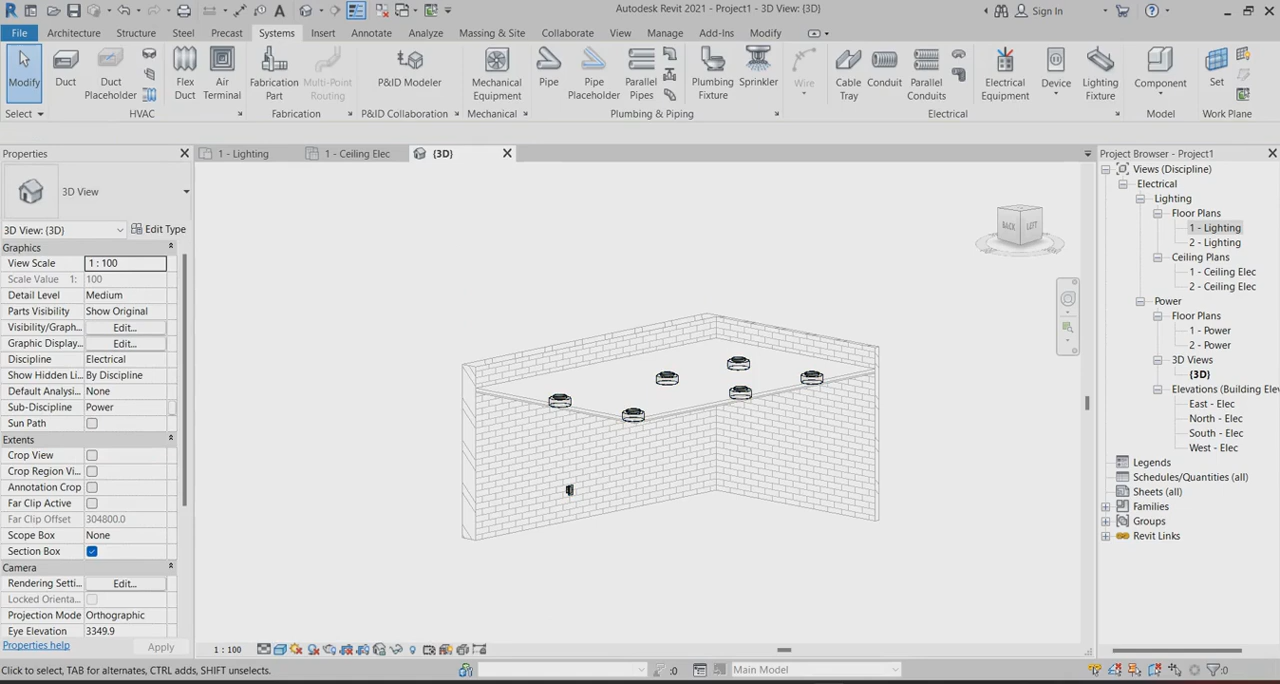 Autodesk Revit 2021 - Project1 - 3D View: {3D}
Sign In
File Architecture Structure Steel Precast Systems Insert Annotate Analyze Massing & Site Collaborate View Manage Add-Ins Modify
Modify
Duct
Duct Placeholder
Flex Duct
Air Terminal
Fabrication Part
Multi-Point Routing
P&ID Modeler
Mechanical Equipment
Pipe
Pipe Placeholder
Parallel Pipes
Plumbing Fixture
Sprinkler
Wire
Cable Tray
Conduit
Parallel Conduits
Electrical Equipment
Device
Lighting Fixture
Component
Set
Select HVAC Fabrication P&ID Collaboration Mechanical Plumbing & Piping Electrical Model Work Plane
Properties
1 - Lighting
1 - Ceiling Elec
{3D}
Project Browser - Project1
3D View
3D View: {3D}
Edit Type
Graphics
View Scale 1 : 100
Scale Value 1: 100
Detail Level Medium
Parts Visibility Show Original
Visibility/Graph... Edit...
Graphic Display... Edit...
Discipline Electrical
Show Hidden Li... By Discipline
Default Analysi... None
Sub-Discipline Power
Sun Path
Extents
Crop View
Crop Region Vi...
Annotation Crop
Far Clip Active
Far Clip Offset 304800.0
Scope Box None
Section Box
Camera
Rendering Setti... Edit...
Locked Orienta...
Projection Mode Orthographic
Eye Elevation 3349.9
Properties help
Apply
BACK
LEFT
Views (Discipline)
Electrical
Lighting
Floor Plans
1 - Lighting
2 - Lighting
Ceiling Plans
1 - Ceiling Elec
2 - Ceiling Elec
Power
Floor Plans
1 - Power
2 - Power
3D Views
{3D}
Elevations (Building Elev
East - Elec
North - Elec
South - Elec
West - Elec
Legends
Schedules/Quantities (all)
Sheets (all)
Families
Groups
Revit Links
1 : 100
Click to select, TAB for alternates, CTRL adds, SHIFT unselects.
:0
Main Model
:0